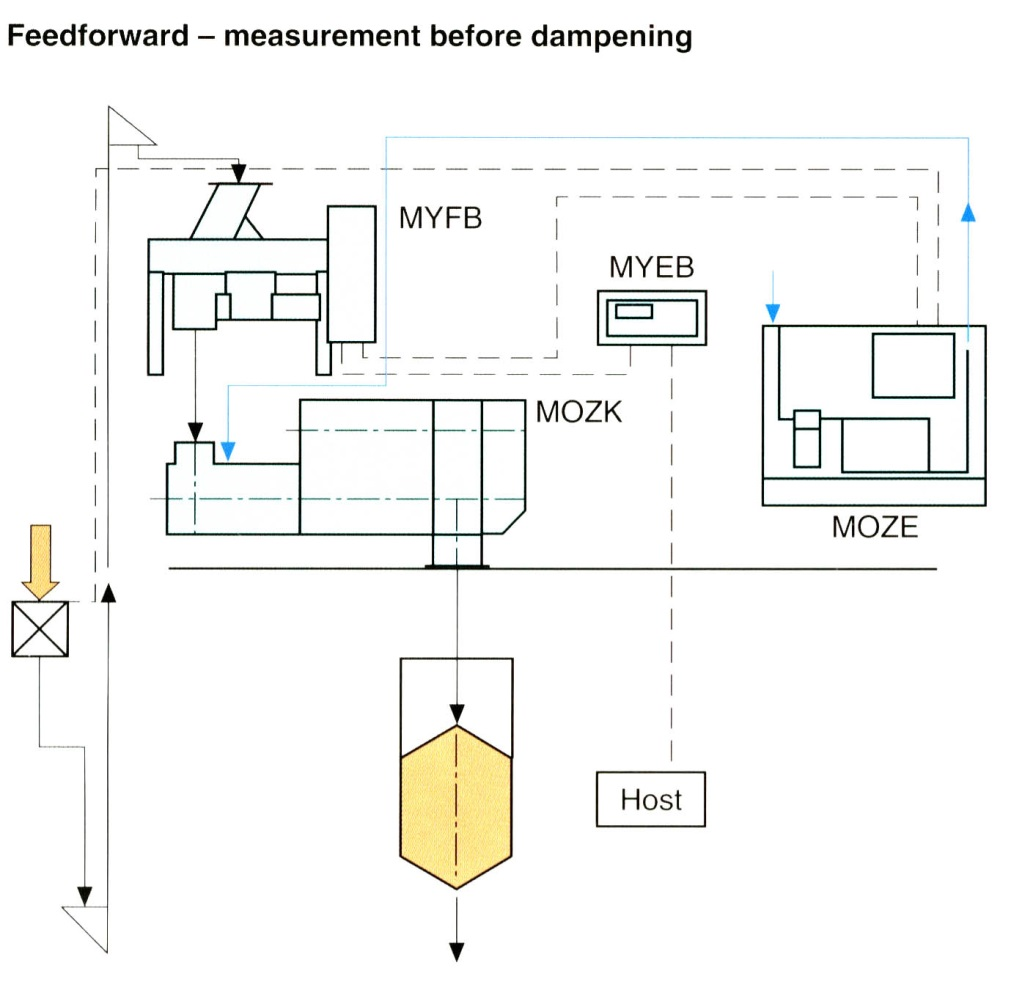 Feedforward – measurement before dampening
MYFB
MYEB
MOZK
MOZE
Host